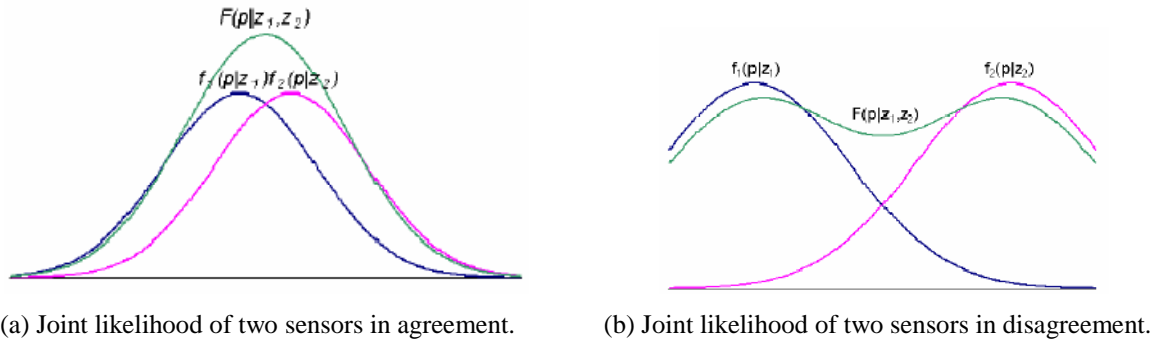 F(p|z₁,z₂)
f₁(p|z₁)f₂(p|z₂)
(a) Joint likelihood of two sensors in agreement.
f₁(p|z₁)
f₂(p|z₂)
F(p|z₁,z₂)
(b) Joint likelihood of two sensors in disagreement.